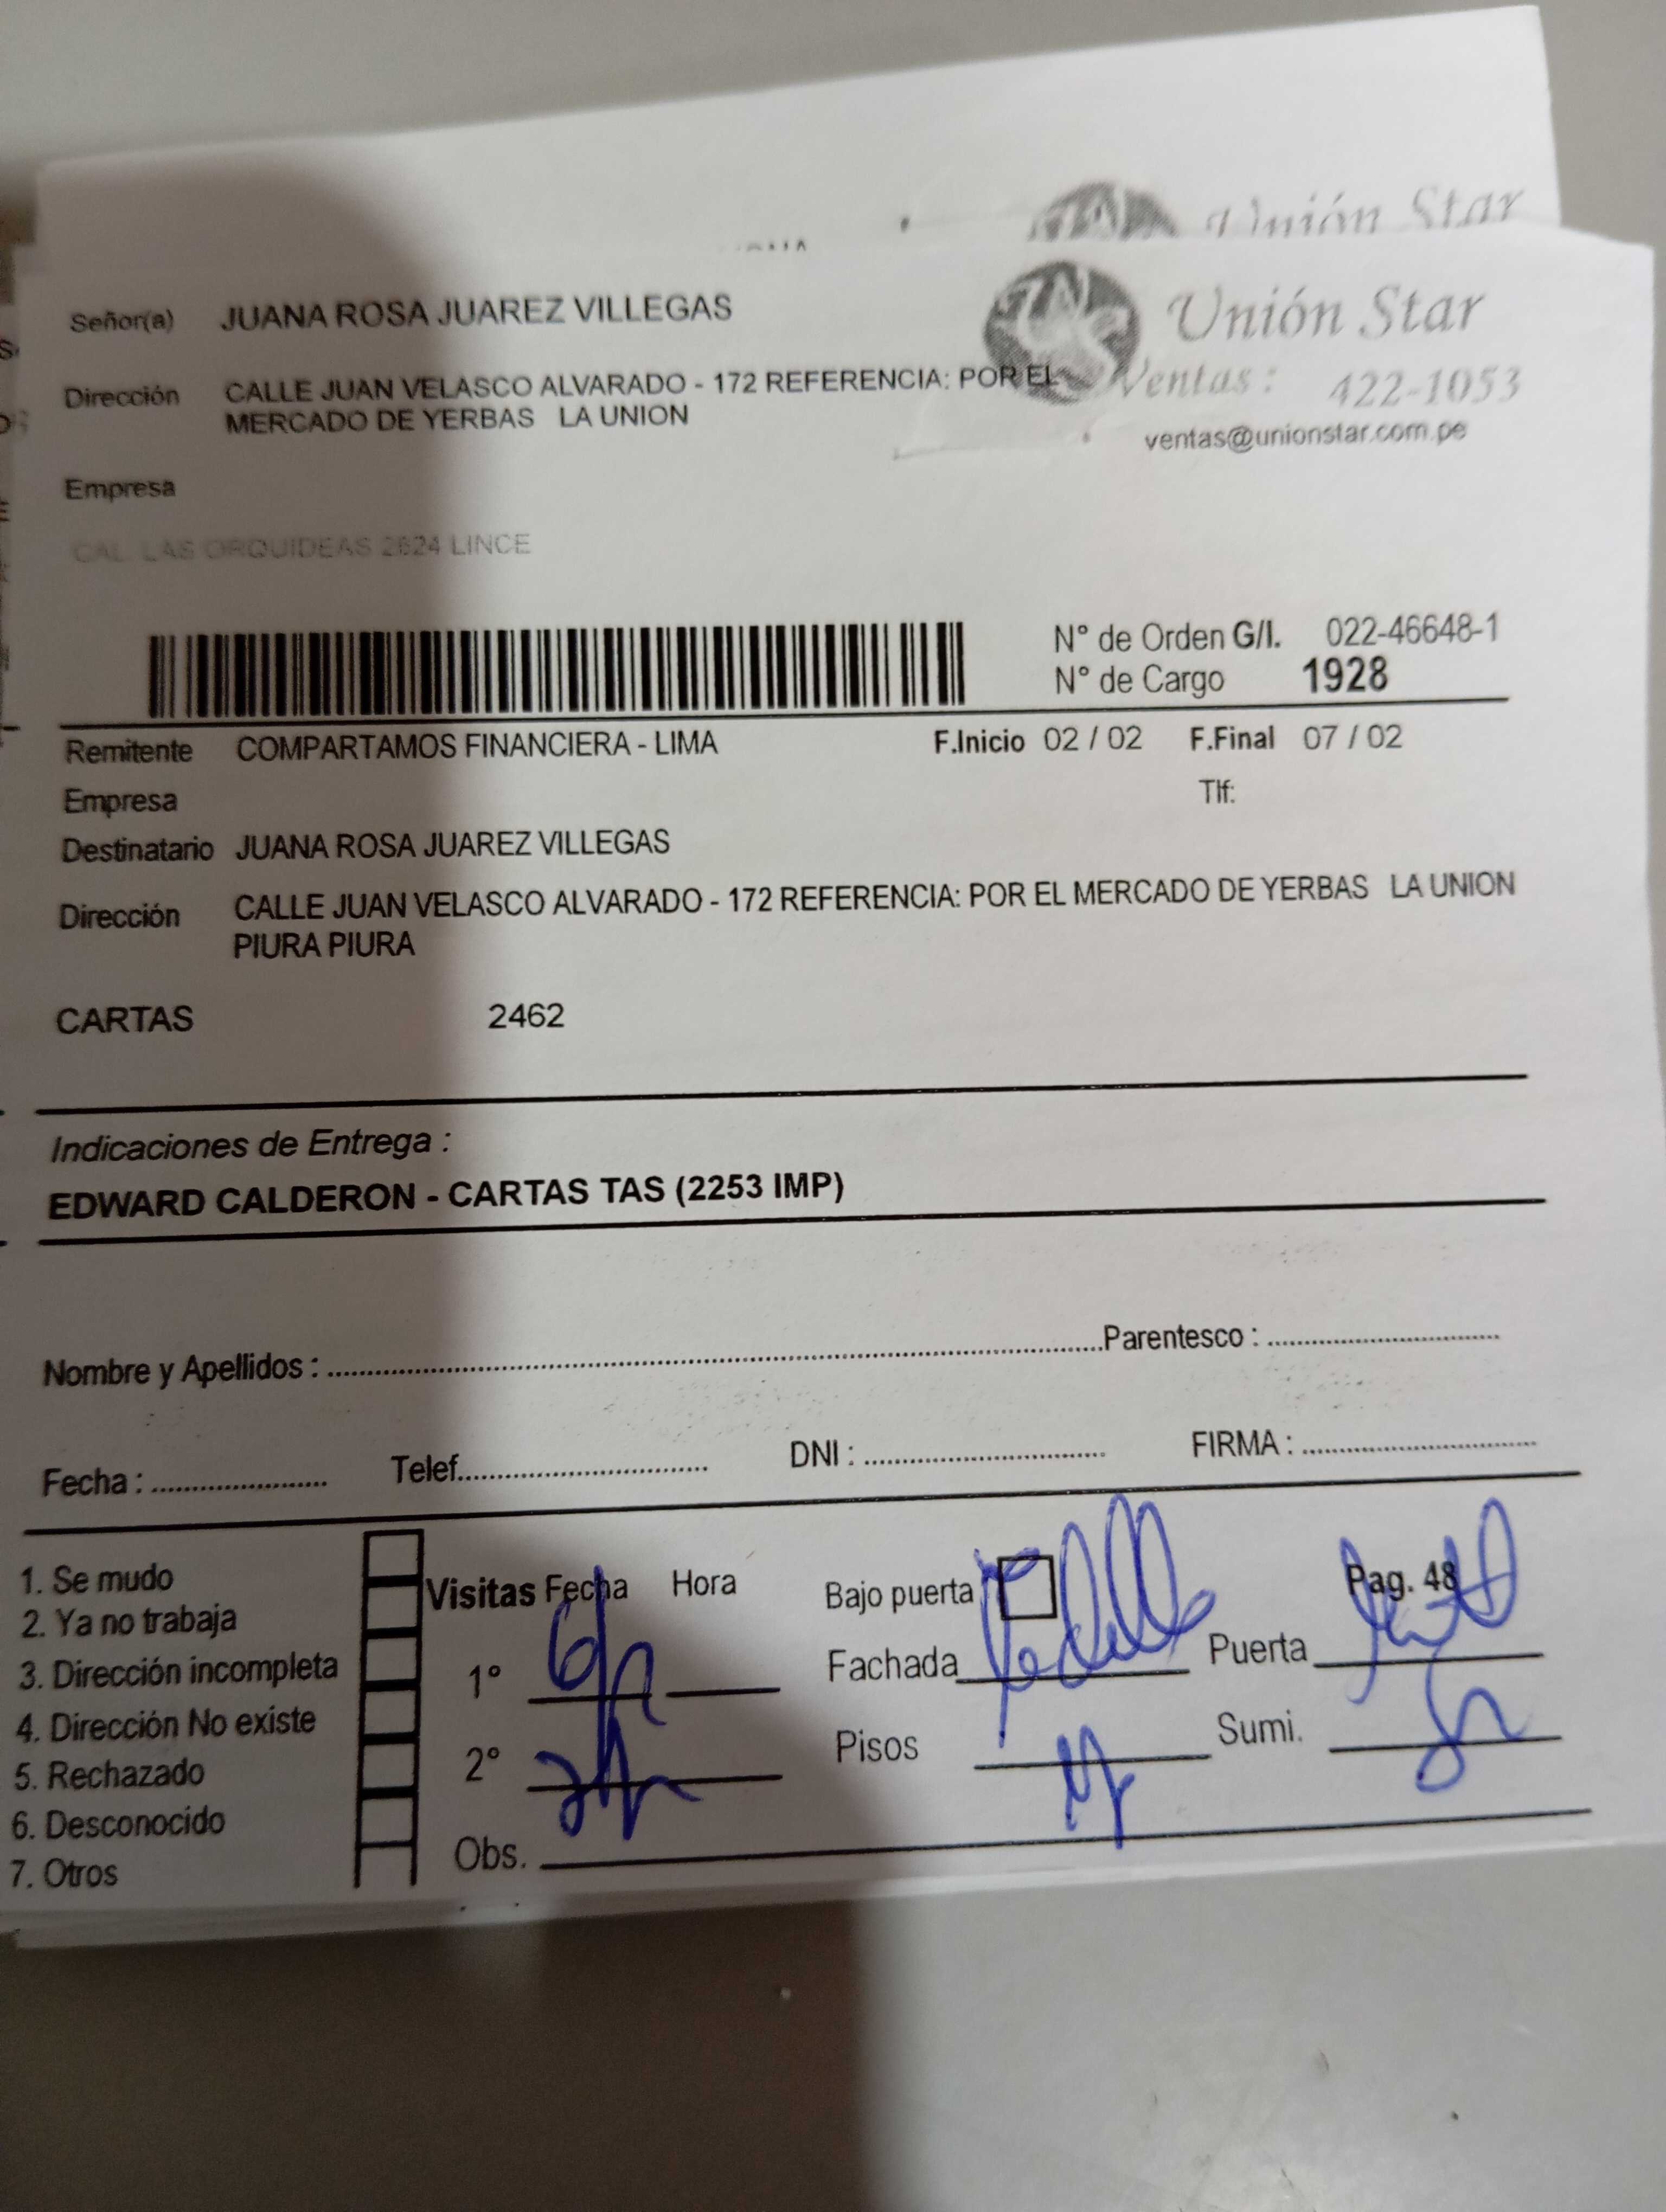 Unión Star
Señor(a) JUANA ROSA JUAREZ VILLEGAS
Unión Star
Dirección CALLE JUAN VELASCO ALVARADO - 172 REFERENCIA: POR EL
MERCADO DE YERBAS LA UNION
Ventas: 422-1053
ventas@unionstar.com.pe
Empresa
CAL. LAS ORQUIDEAS 2624 LINCE
N° de Orden G/I. 022-46648-1
N° de Cargo 1928
Remitente COMPARTAMOS FINANCIERA - LIMA F.Inicio 02 / 02 F.Final 07 / 02
Empresa Tlf:
Destinatario JUANA ROSA JUAREZ VILLEGAS
Dirección CALLE JUAN VELASCO ALVARADO - 172 REFERENCIA: POR EL MERCADO DE YERBAS LA UNION
PIURA PIURA
CARTAS 2462
Indicaciones de Entrega :
EDWARD CALDERON - CARTAS TAS (2253 IMP)
Nombre y Apellidos : Parentesco :
Fecha : Telef. DNI : FIRMA :
1. Se mudo
2. Ya no trabaja
3. Dirección incompleta
4. Dirección No existe
5. Rechazado
6. Desconocido
7. Otros
Visitas Fecha Hora
1°
2°
Obs.
Bajo puerta Pag. 48
Fachada Puerta
Pisos Sumi.